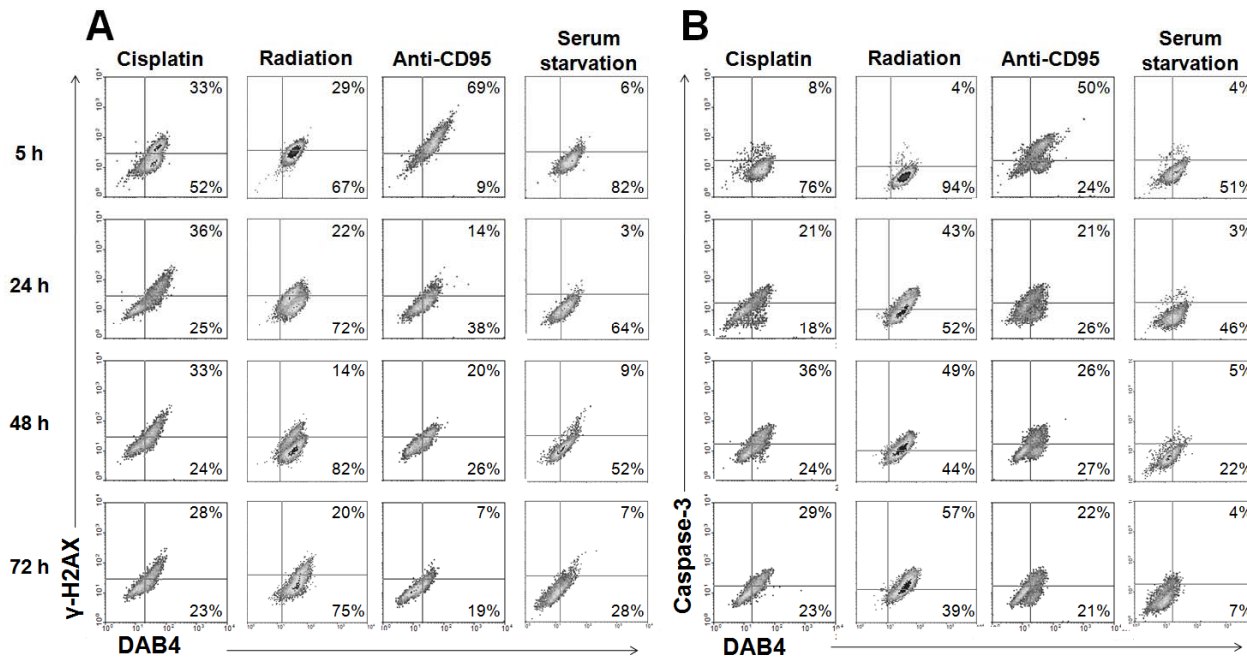 A
B
Cisplatin Radiation Anti-CD95 Serum starvation
Cisplatin Radiation Anti-CD95 Serum starvation
5 h
33% 29% 69% 6%
52% 67% 9% 82%
8% 4% 50% 4%
76% 94% 24% 51%
24 h
36% 22% 14% 3%
25% 72% 38% 64%
21% 43% 21% 3%
18% 52% 26% 46%
48 h
33% 14% 20% 9%
24% 82% 26% 52%
36% 49% 26% 5%
24% 44% 27% 22%
72 h
28% 20% 7% 7%
23% 75% 19% 28%
29% 57% 22% 4%
23% 39% 21% 7%
γ-H2AX
DAB4
Caspase-3
DAB4